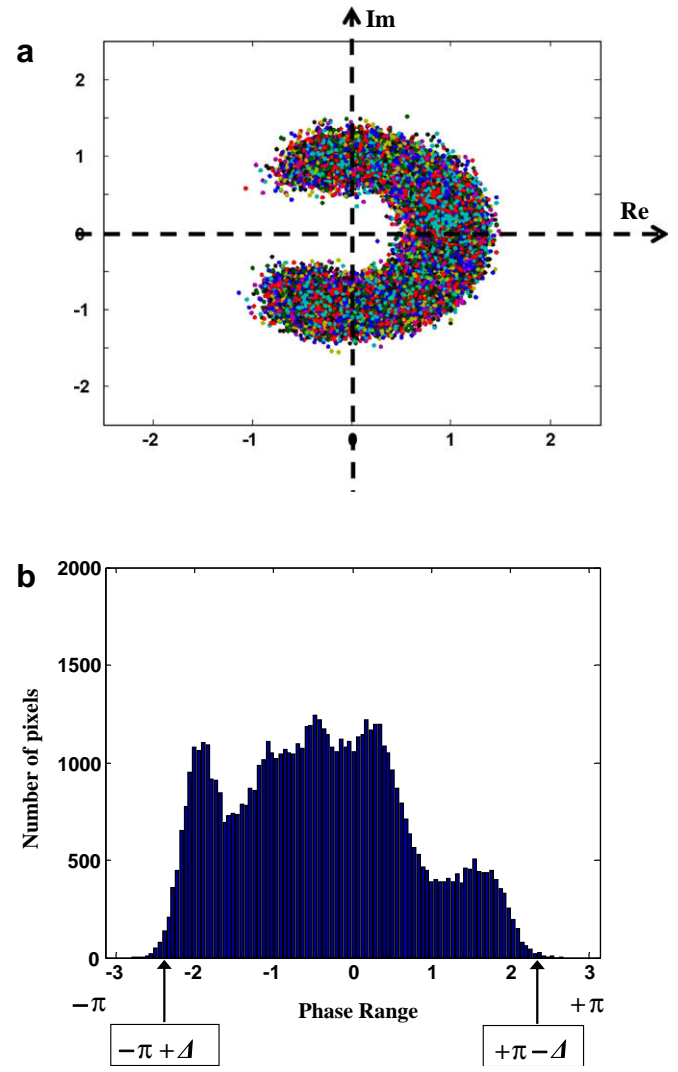 Im
a
2
1
Re
0
-1
-2
-2 -1 0 1 2
b
2000
1500
1000
500
0
Number of pixels
-3 -2 -1 0 1 2 3
−π Phase Range +π
−π + Δ +π − Δ